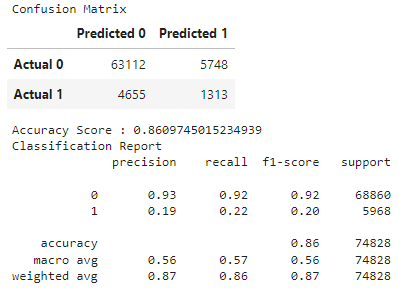 Confusion Matrix
Predicted 0 Predicted 1
Actual 0 63112 5748
Actual 1 4655 1313
Accuracy Score : 0.8609745015234939
Classification Report
precision recall f1-score support
0 0.93 0.92 0.92 68860
1 0.19 0.22 0.20 5968
accuracy 0.86 74828
macro avg 0.56 0.57 0.56 74828
weighted avg 0.87 0.86 0.87 74828